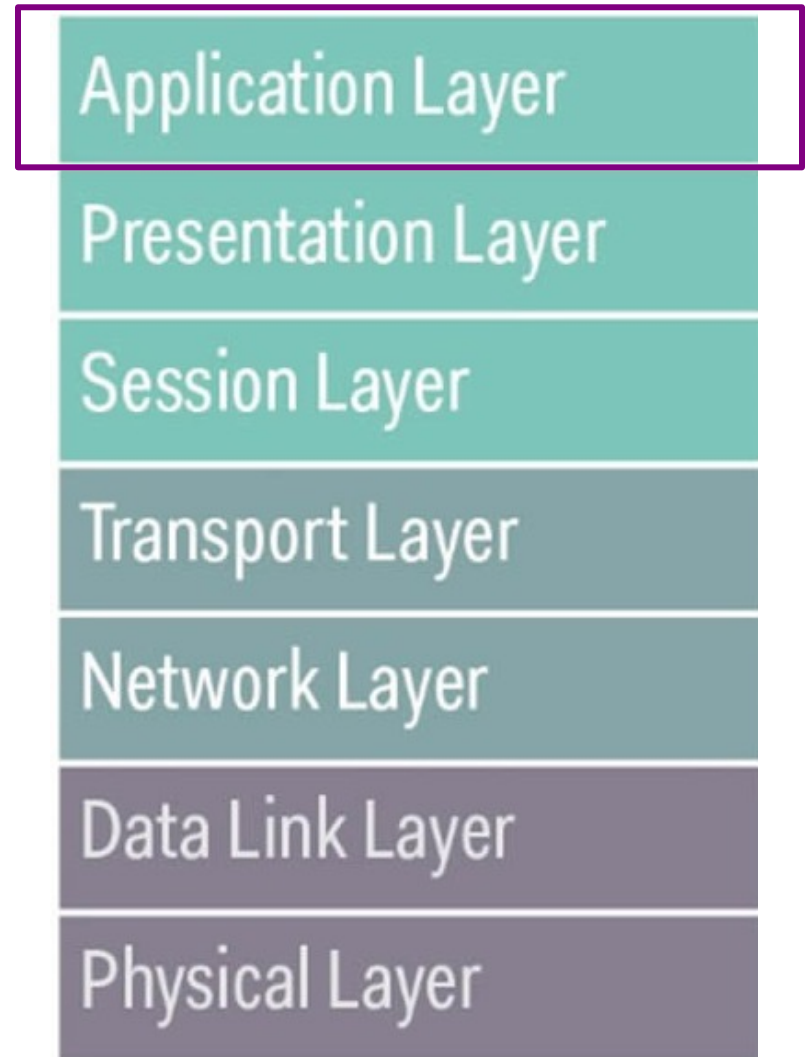 Application Layer
Presentation Layer
Session Layer
Transport Layer
Network Layer
Data Link Layer
Physical Layer